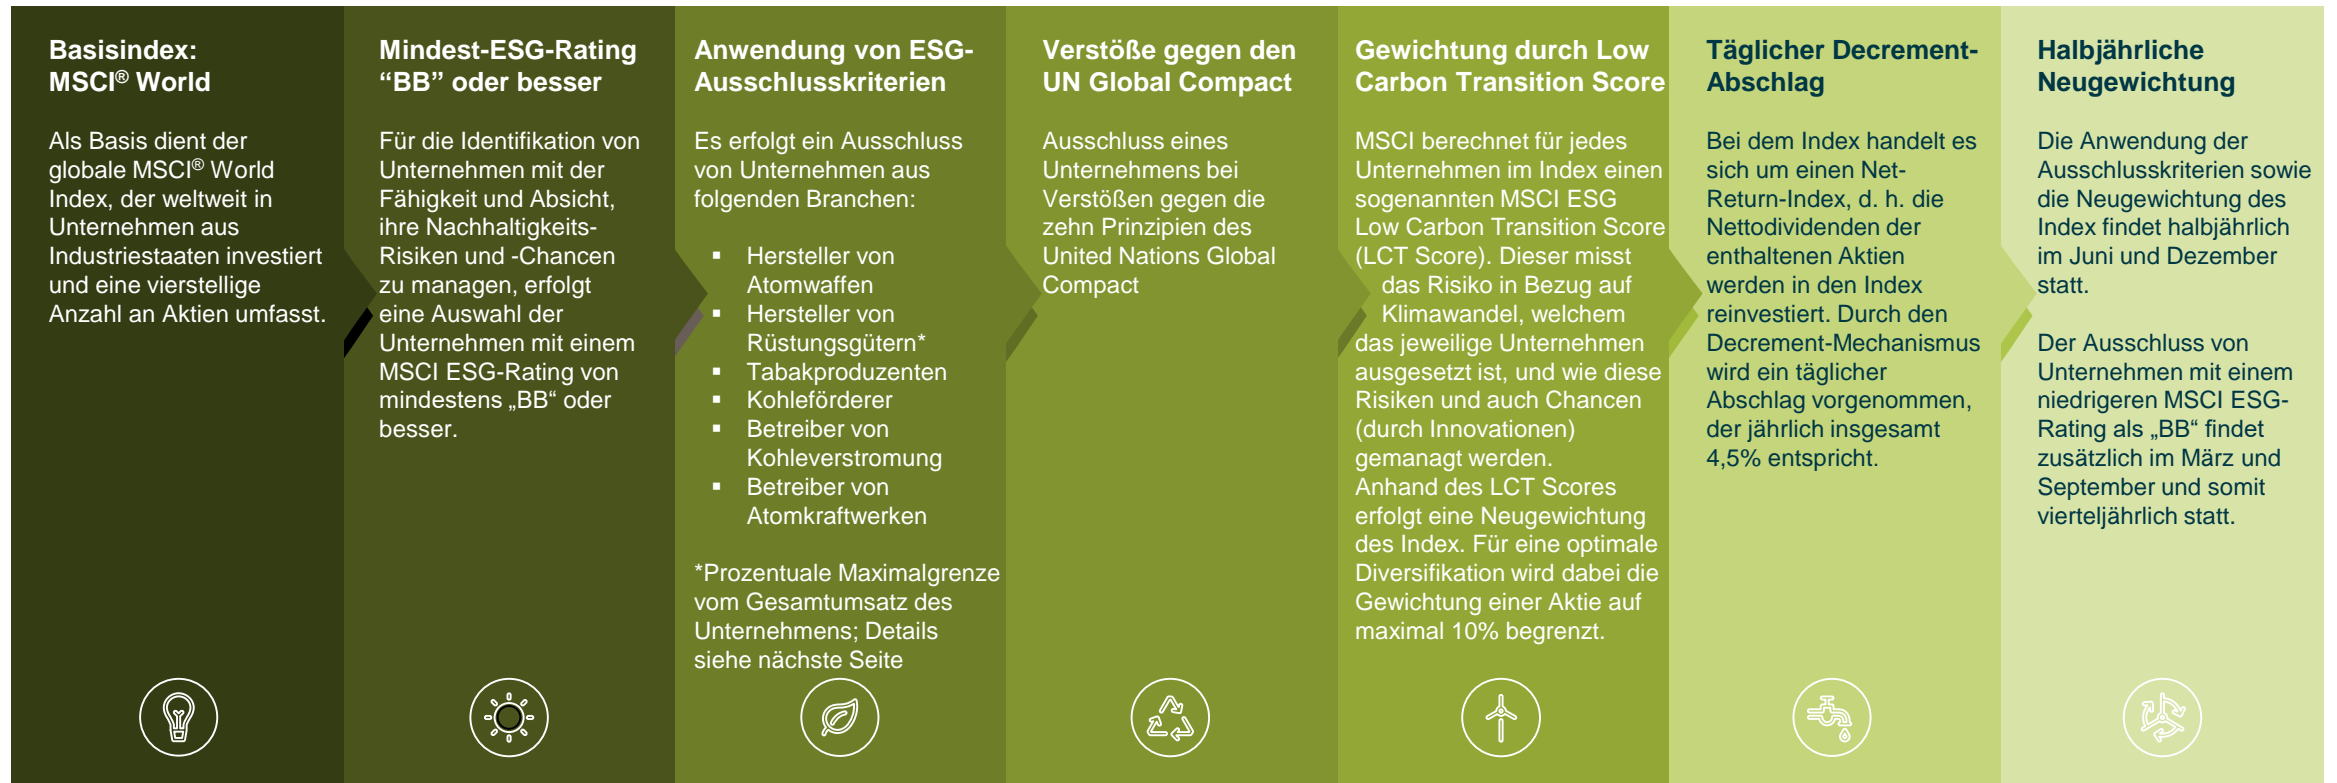 Basisindex:
MSCI® World
Als Basis dient der
globale MSCI® World
Index, der weltweit in
Unternehmen aus
Industriestaaten investiert
und eine vierstellige
Anzahl an Aktien umfasst.
Mindest-ESG-Rating
“BB” oder besser
Für die Identifikation von
Unternehmen mit der
Fähigkeit und Absicht,
ihre Nachhaltigkeits-
Risiken und -Chancen
zu managen, erfolgt
eine Auswahl der
Unternehmen mit einem
MSCI ESG-Rating von
mindestens „BB“ oder
besser.
Anwendung von ESG-
Ausschlusskriterien
Es erfolgt ein Ausschluss
von Unternehmen aus
folgenden Branchen:
▪ Hersteller von
Atomwaffen
▪ Hersteller von
Rüstungsgütern*
▪ Tabakproduzenten
▪ Kohleförderer
▪ Betreiber von
Kohleverstromung
▪ Betreiber von
Atomkraftwerken
*Prozentuale Maximalgrenze
vom Gesamtumsatz des
Unternehmens; Details
siehe nächste Seite
Verstöße gegen den
UN Global Compact
Ausschluss eines
Unternehmens bei
Verstößen gegen die
zehn Prinzipien des
United Nations Global
Compact
Gewichtung durch Low
Carbon Transition Score
MSCI berechnet für jedes
Unternehmen im Index einen
sogenannten MSCI ESG
Low Carbon Transition Score
(LCT Score). Dieser misst
das Risiko in Bezug auf
Klimawandel, welchem
das jeweilige Unternehmen
ausgesetzt ist, und wie diese
Risiken und auch Chancen
(durch Innovationen)
gemanagt werden.
Anhand des LCT Scores
erfolgt eine Neugewichtung
des Index. Für eine optimale
Diversifikation wird dabei die
Gewichtung einer Aktie auf
maximal 10% begrenzt.
Täglicher Decrement-
Abschlag
Bei dem Index handelt es
sich um einen Net-
Return-Index, d. h. die
Nettodividenden der
enthaltenen Aktien
werden in den Index
reinvestiert. Durch den
Decrement-Mechanismus
wird ein täglicher
Abschlag vorgenommen,
der jährlich insgesamt
4,5% entspricht.
Halbjährliche
Neugewichtung
Die Anwendung der
Ausschlusskriterien sowie
die Neugewichtung des
Index findet halbjährlich
im Juni und Dezember
statt.
Der Ausschluss von
Unternehmen mit einem
niedrigeren MSCI ESG-
Rating als „BB“ findet
zusätzlich im März und
September und somit
vierteljährlich statt.